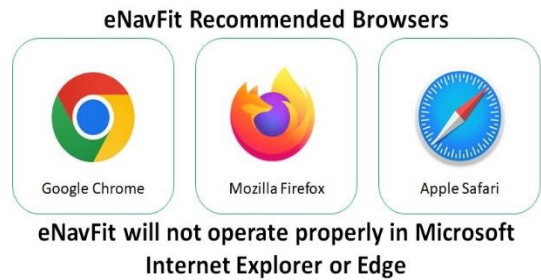 eNavFit Recommended Browsers
Google Chrome
Mozilla Firefox
Apple Safari
eNavFit will not operate properly in Microsoft
Internet Explorer or Edge